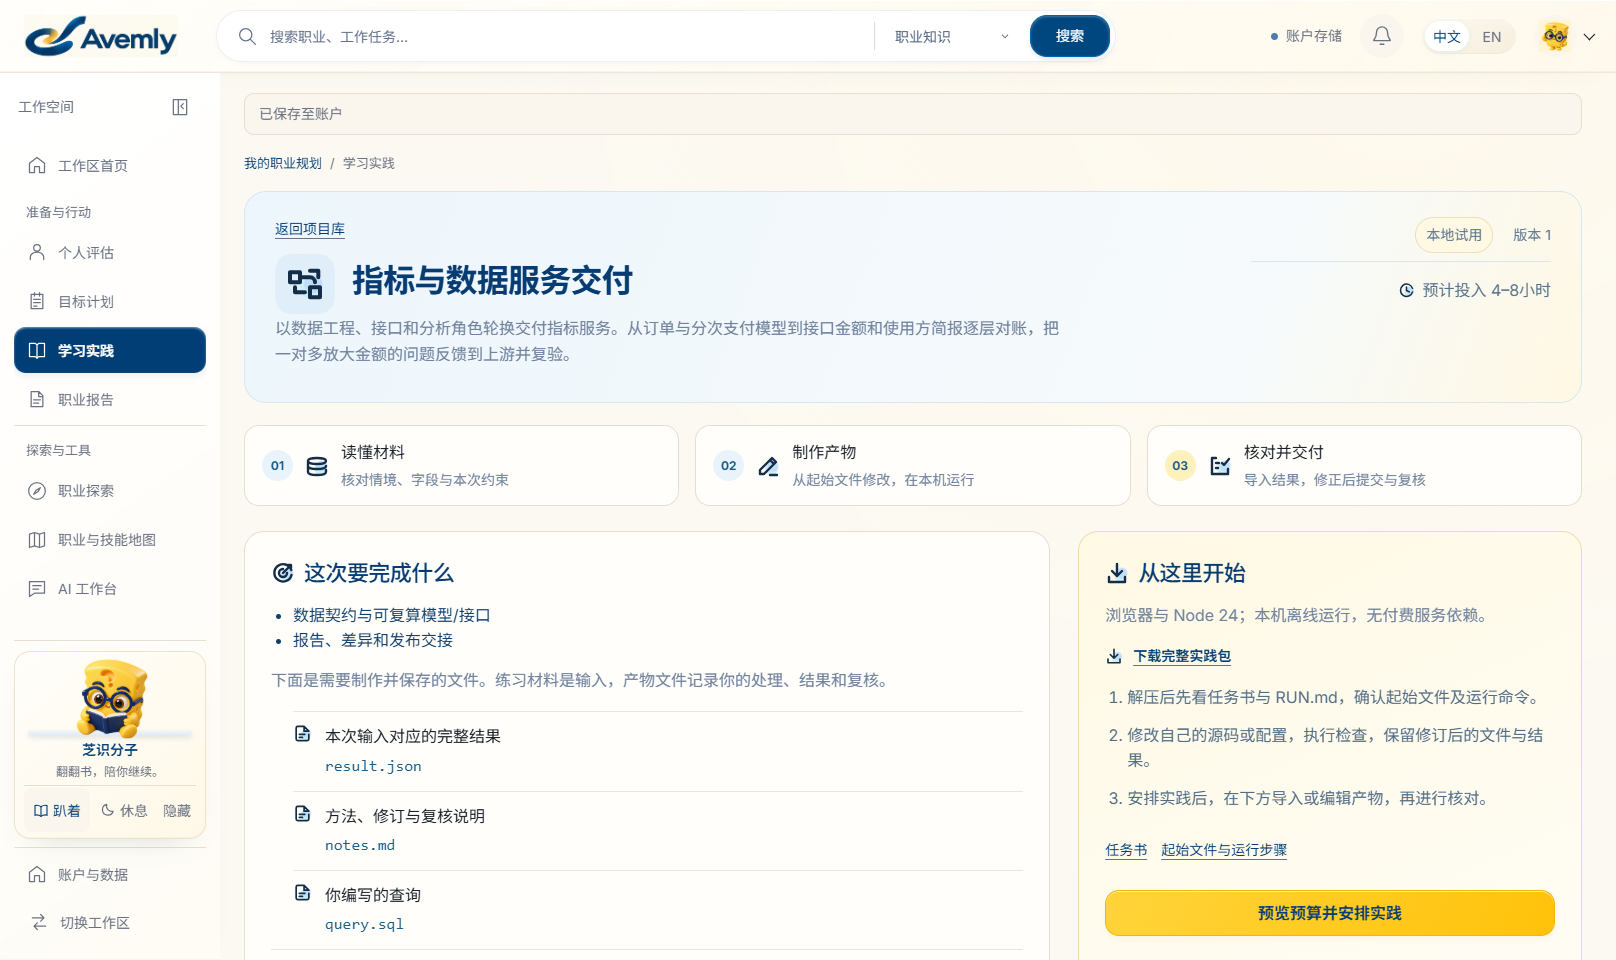 Avemly
搜索职业、工作任务...
职业知识
搜索
账户存储
中文
EN
工作空间
工作区首页
准备与行动
个人评估
目标计划
学习实践
职业报告
探索与工具
职业探索
职业与技能地图
AI 工作台
芝识分子
翻翻书，陪你继续。
趴着
休息
隐藏
账户与数据
切换工作区
已保存至账户
我的职业规划 / 学习实践
返回项目库
指标与数据服务交付
以数据工程、接口和分析角色轮换交付指标服务。从订单与分次支付模型到接口金额和使用方简报逐层对账，把
一对多放大金额的问题反馈到上游并复验。
本地试用
版本 1
预计投入 4–8小时
01
读懂材料
核对情境、字段与本次约束
02
制作产物
从起始文件修改，在本机运行
03
核对并交付
导入结果，修正后提交与复核
这次要完成什么
• 数据契约与可复算模型/接口
• 报告、差异和发布交接
下面是需要制作并保存的文件。练习材料是输入，产物文件记录你的处理、结果和复核。
本次输入对应的完整结果
result.json
方法、修订与复核说明
notes.md
你编写的查询
query.sql
从这里开始
浏览器与 Node 24；本机离线运行，无付费服务依赖。
下载完整实践包
1. 解压后先看任务书与 RUN.md，确认起始文件及运行命令。
2. 修改自己的源码或配置，执行检查，保留修订后的文件与结
果。
3. 安排实践后，在下方导入或编辑产物，再进行核对。
任务书
起始文件与运行步骤
预览预算并安排实践